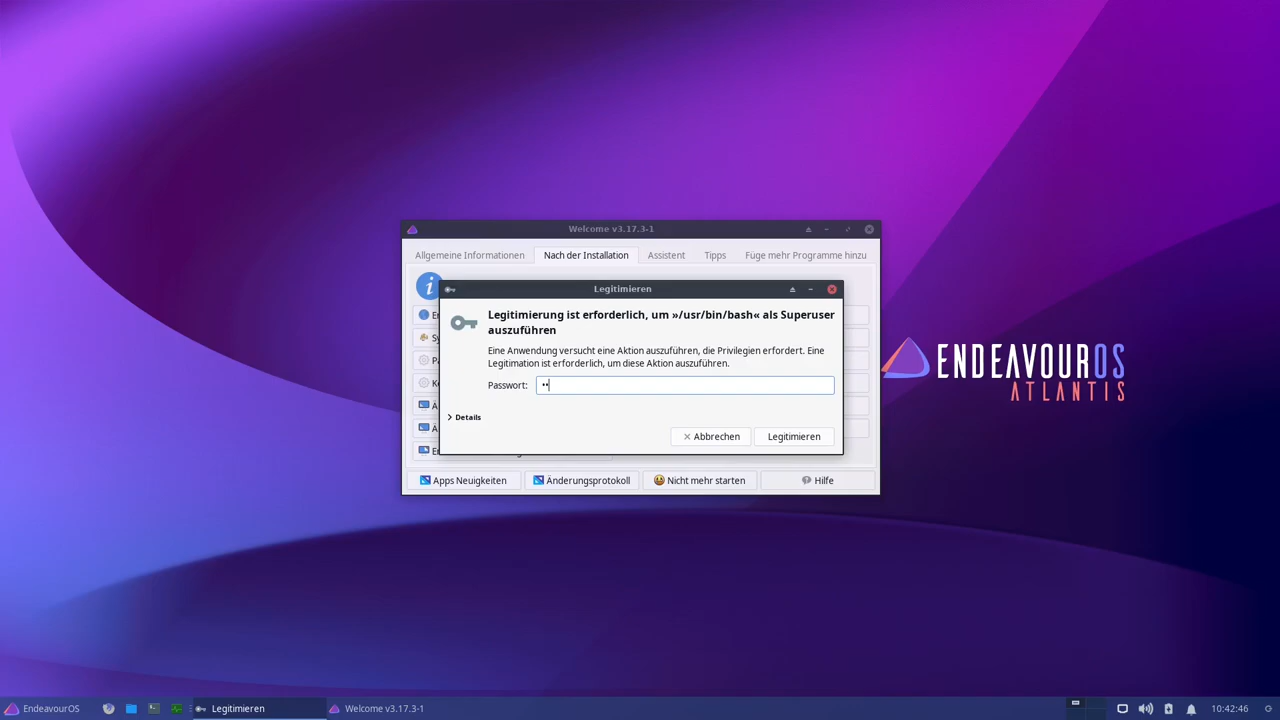 Welcome v3.17.3-1
Allgemeine Informationen
Nach der Installation
Assistent
Tipps
Füge mehr Programme hinzu
Legitimieren
Legitimierung ist erforderlich, um »/usr/bin/bash« als Superuser
auszuführen
Eine Anwendung versucht eine Aktion auszuführen, die Privilegien erfordert. Eine
Legitimation ist erforderlich, um diese Aktion auszuführen.
Passwort: ••
Details
Abbrechen
Legitimieren
Apps Neuigkeiten
Änderungsprotokoll
Nicht mehr starten
Hilfe
ENDEAVOUROS
ATLANTIS
EndeavourOS
Legitimieren
Welcome v3.17.3-1
10:42:46